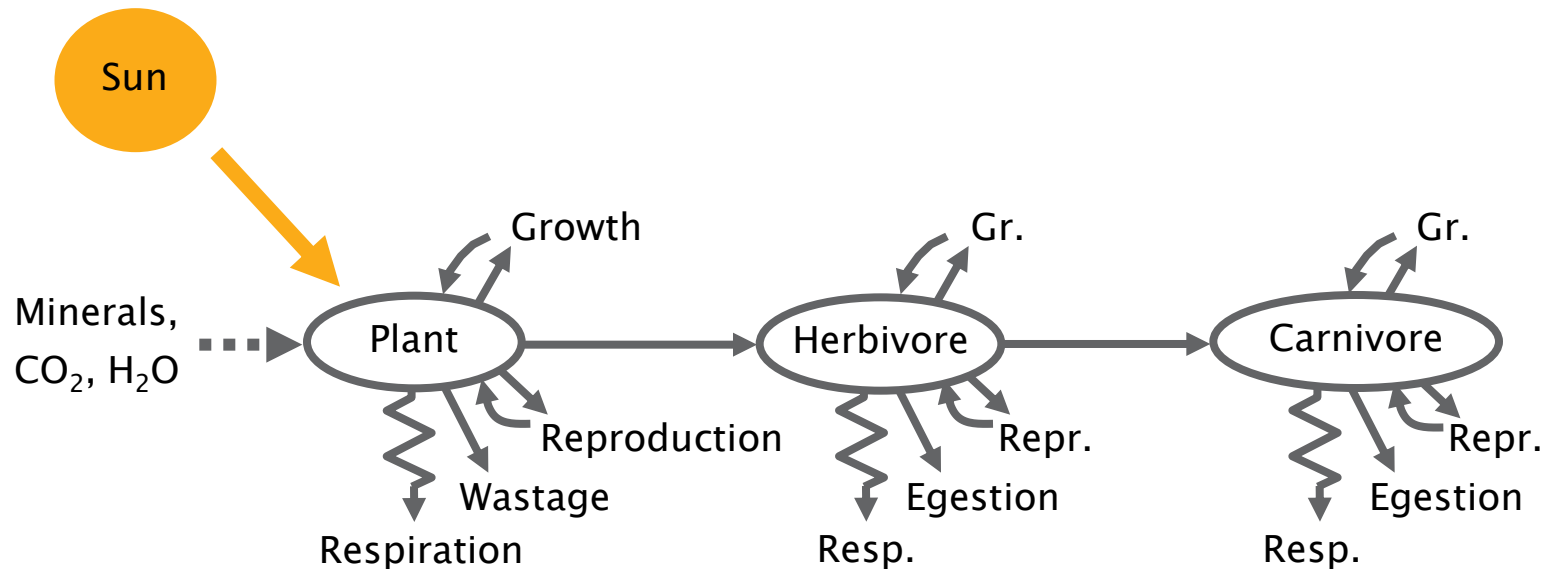 Sun
Growth
Gr.
Gr.
Minerals,
CO₂, H₂O
Plant
Herbivore
Carnivore
Reproduction
Repr.
Repr.
Wastage
Egestion
Egestion
Respiration
Resp.
Resp.